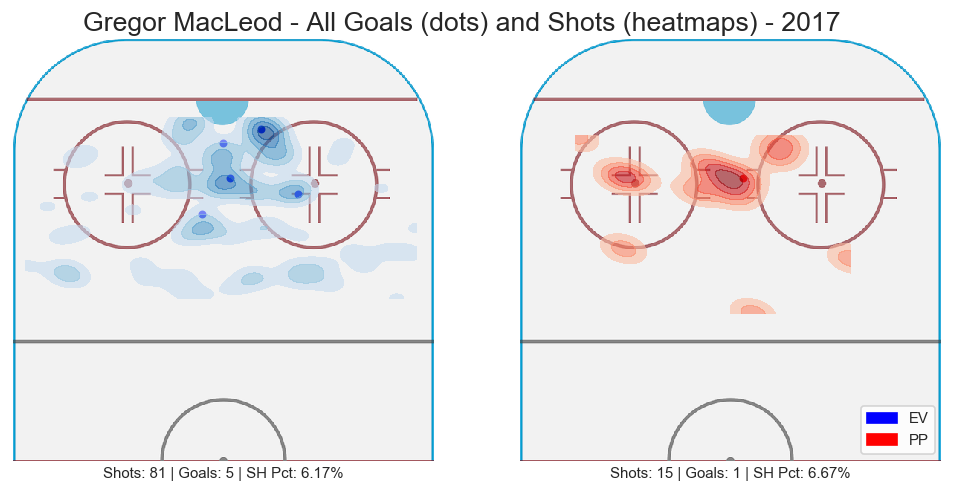 Gregor MacLeod - All Goals (dots) and Shots (heatmaps) - 2017
EV
PP
Shots: 81 | Goals: 5 | SH Pct: 6.17%
Shots: 15 | Goals: 1 | SH Pct: 6.67%